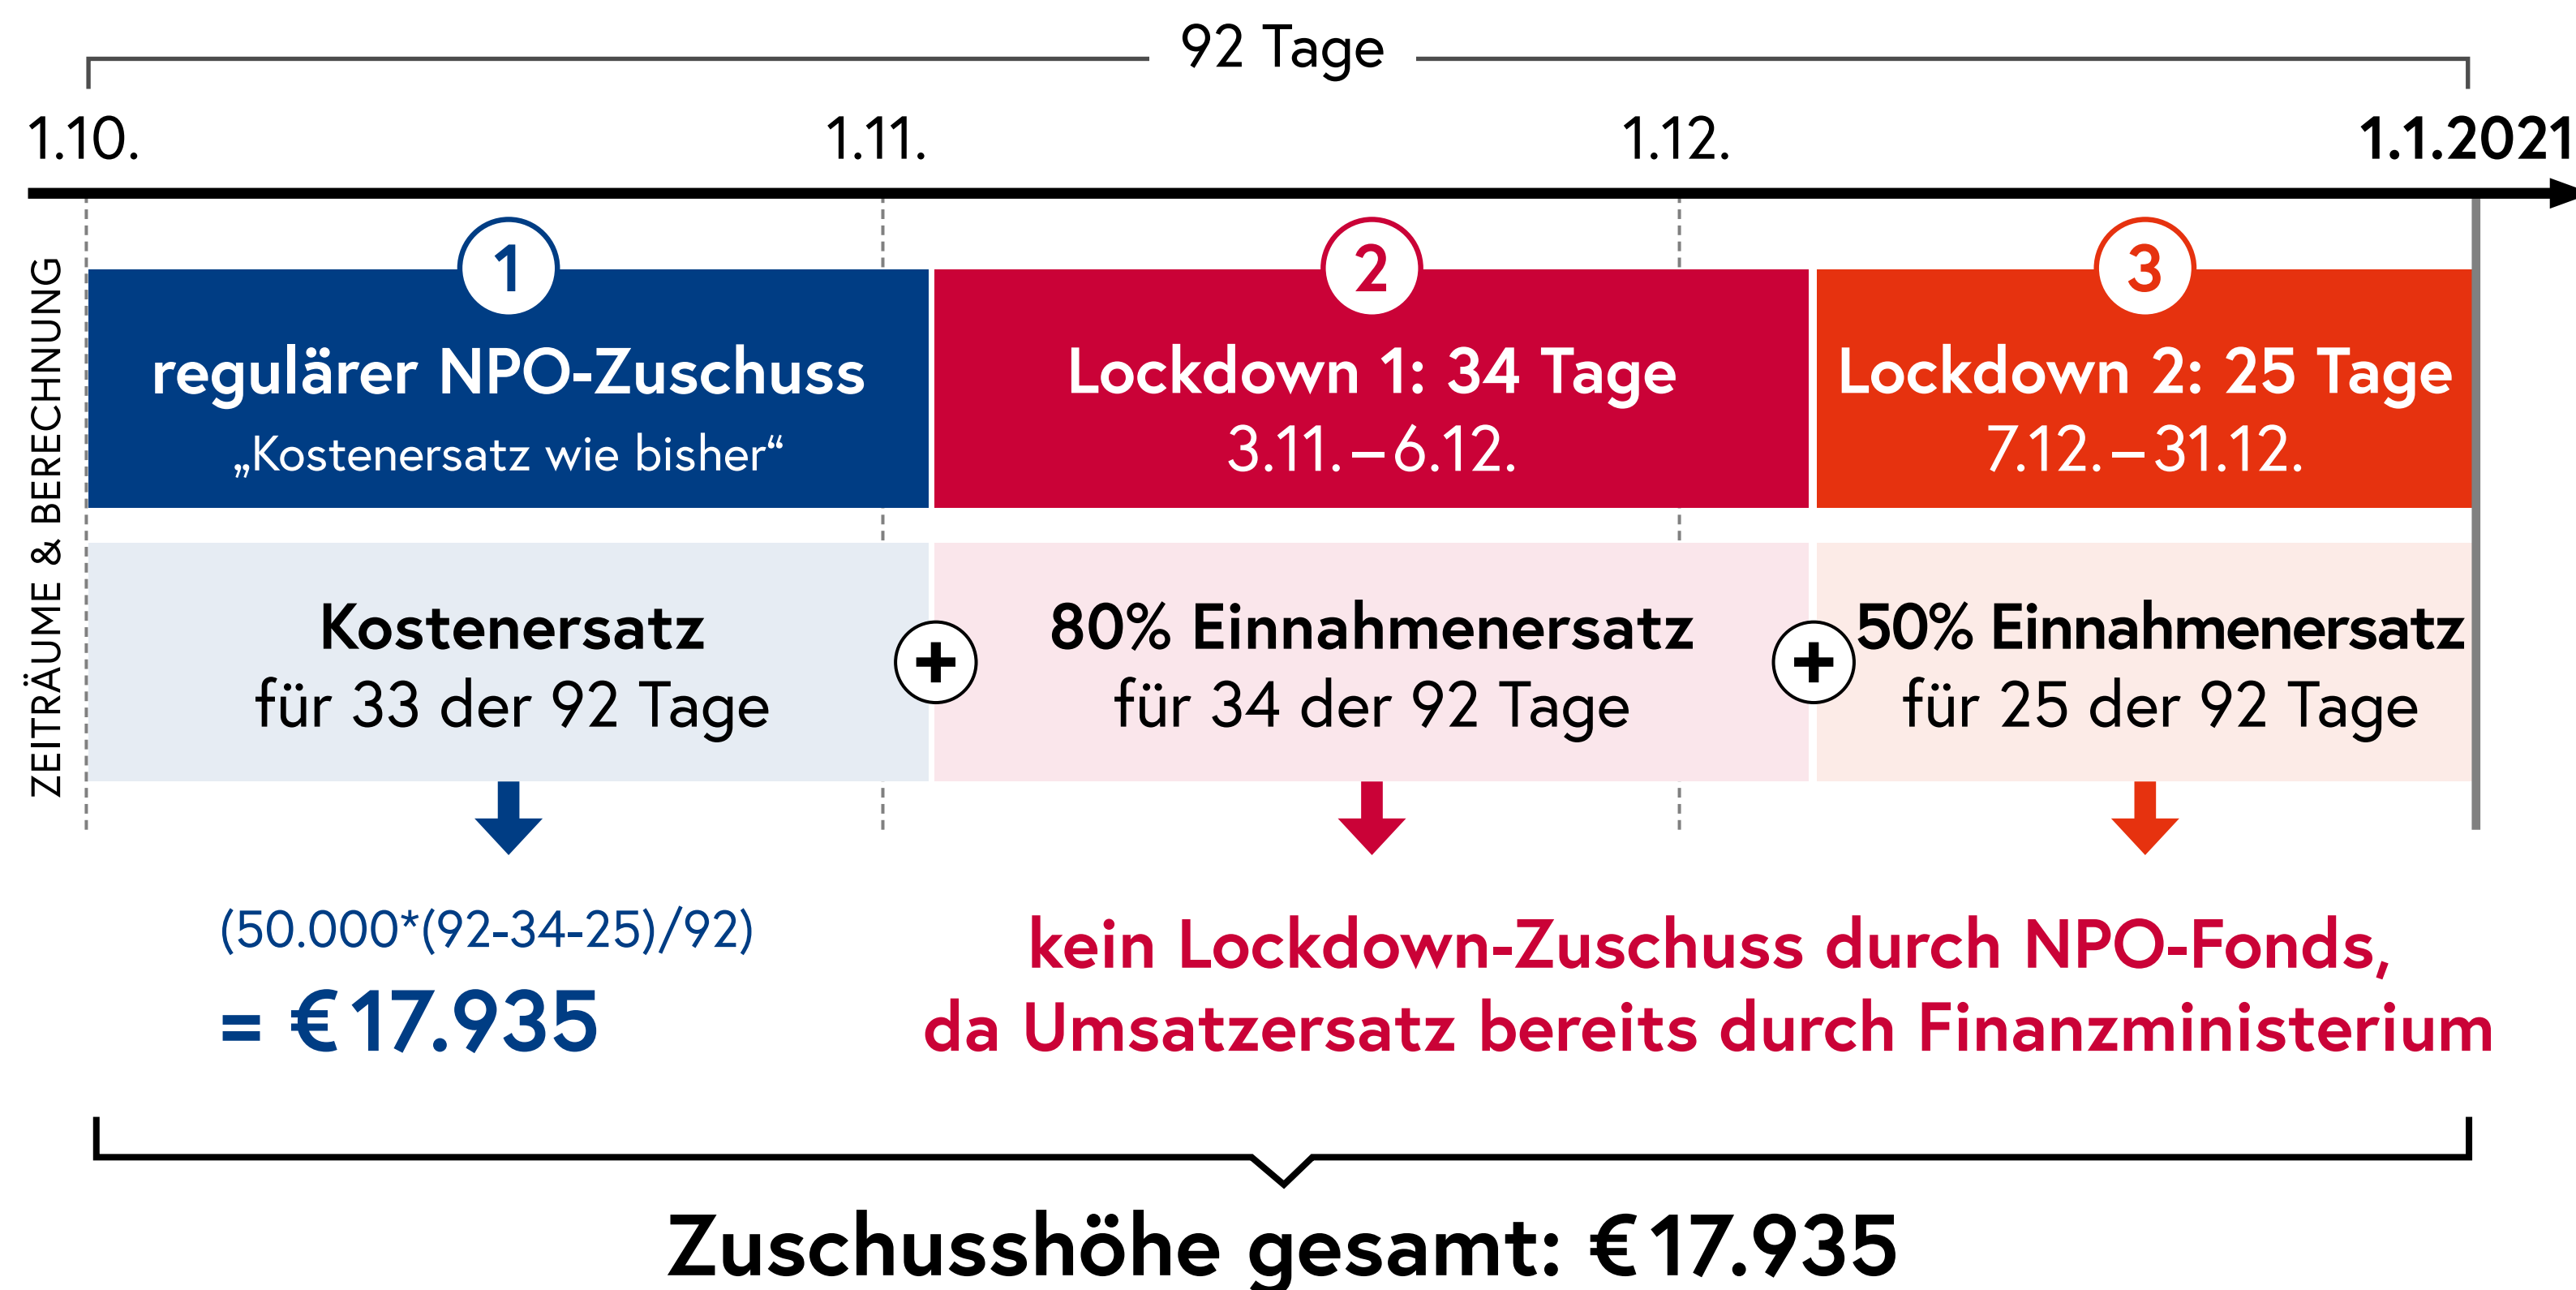 92 Tage
1.10.
1.11.
1.12.
1.1.2021
ZEITRÄUME & BERECHNUNG
1
regulärer NPO-Zuschuss
„Kostenersatz wie bisher“
2
Lockdown 1: 34 Tage
3.11. – 6.12.
3
Lockdown 2: 25 Tage
7.12. – 31.12.
Kostenersatz
für 33 der 92 Tage
+
80% Einnahmenersatz
für 34 der 92 Tage
+
50% Einnahmenersatz
für 25 der 92 Tage
(50.000*(92-34-25)/92)
= € 17.935
kein Lockdown-Zuschuss durch NPO-Fonds,
da Umsatzersatz bereits durch Finanzministerium
Zuschusshöhe gesamt: € 17.935